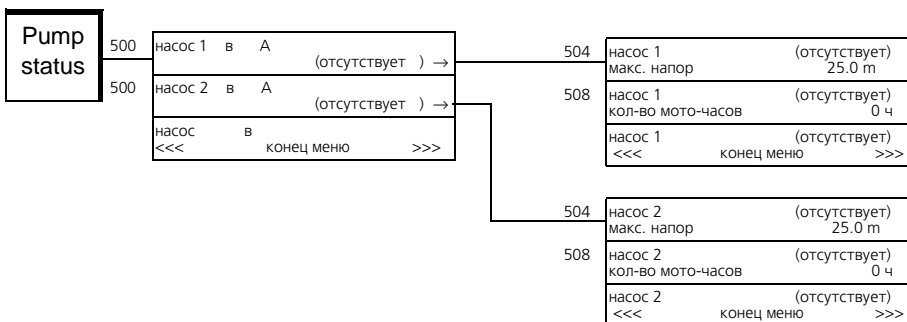 Pump
status
500 насос 1 в А
(отсутствует ) →
500 насос 2 в А
(отсутствует ) →
насос в
<<< конец меню >>>
504 насос 1 (отсутствует)
макс. напор 25.0 m
508 насос 1 (отсутствует)
кол-во мото-часов 0 ч
насос 1 (отсутствует)
<<< конец меню >>>
504 насос 2 (отсутствует)
макс. напор 25.0 m
508 насос 2 (отсутствует)
кол-во мото-часов 0 ч
насос 2 (отсутствует)
<<< конец меню >>>